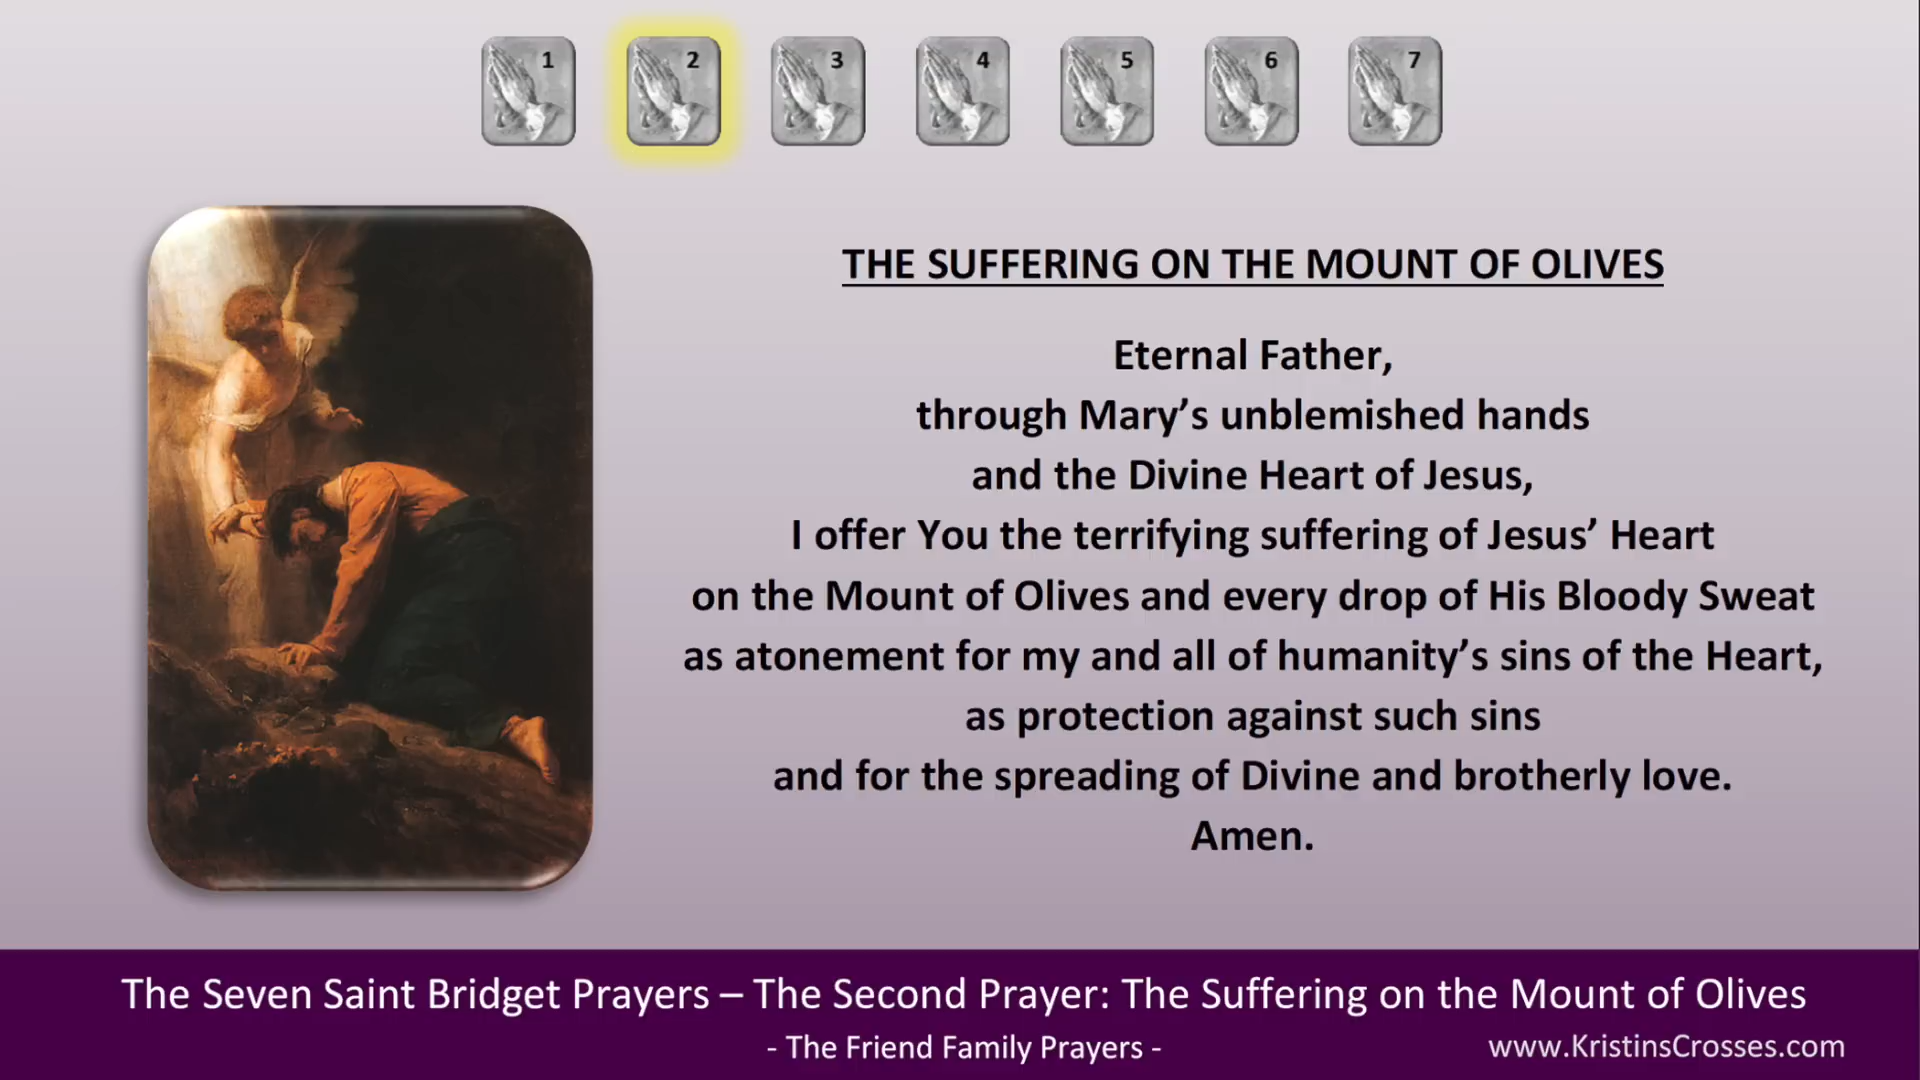 1
2
3
4
5
6
7
THE SUFFERING ON THE MOUNT OF OLIVES
Eternal Father,
through Mary’s unblemished hands
and the Divine Heart of Jesus,
I offer You the terrifying suffering of Jesus’ Heart
on the Mount of Olives and every drop of His Bloody Sweat
as atonement for my and all of humanity’s sins of the Heart,
as protection against such sins
and for the spreading of Divine and brotherly love.
Amen.
The Seven Saint Bridget Prayers – The Second Prayer: The Suffering on the Mount of Olives
- The Friend Family Prayers -
www.KristinsCrosses.com